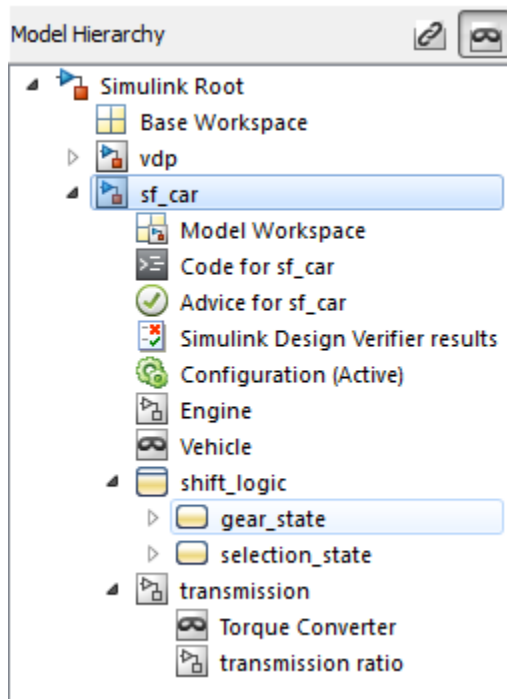 Model Hierarchy
Simulink Root
Base Workspace
vdp
sf_car
Model Workspace
Code for sf_car
Advice for sf_car
Simulink Design Verifier results
Configuration (Active)
Engine
Vehicle
shift_logic
gear_state
selection_state
transmission
Torque Converter
transmission ratio